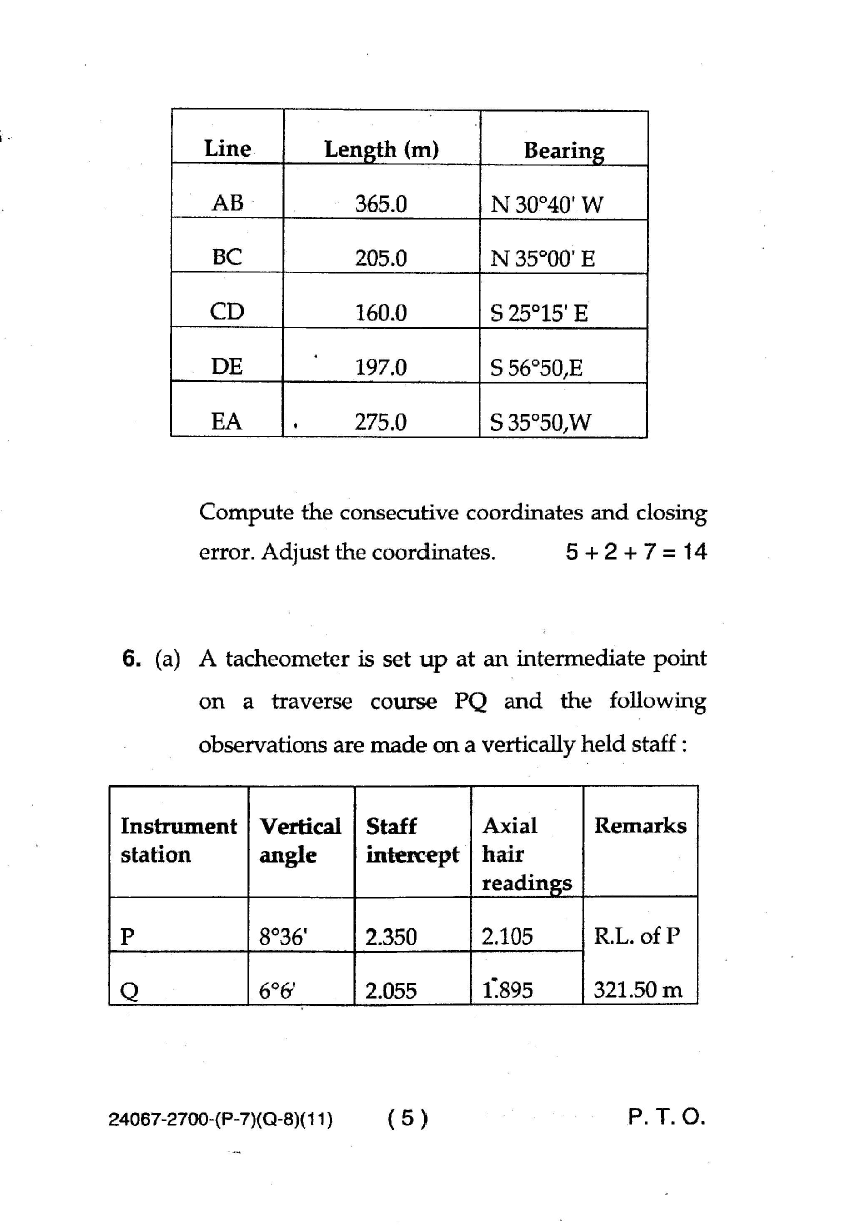 Line Length (m) Bearing
AB 365.0 N 30°40' W
BC 205.0 N 35°00' E
CD 160.0 S 25°15' E
DE 197.0 S 56°50,E
EA 275.0 S 35°50,W
Compute the consecutive coordinates and closing
error. Adjust the coordinates. 5 + 2 + 7 = 14
6. (a) A tacheometer is set up at an intermediate point
on a traverse course PQ and the following
observations are made on a vertically held staff :
Instrument Vertical Staff Axial Remarks
station angle intercept hair
readings
P 8°36' 2.350 2.105 R.L. of P
Q 6°6' 2.055 1.895 321.50 m
24067-2700-(P-7)(Q-8)(11) ( 5 ) P. T. O.